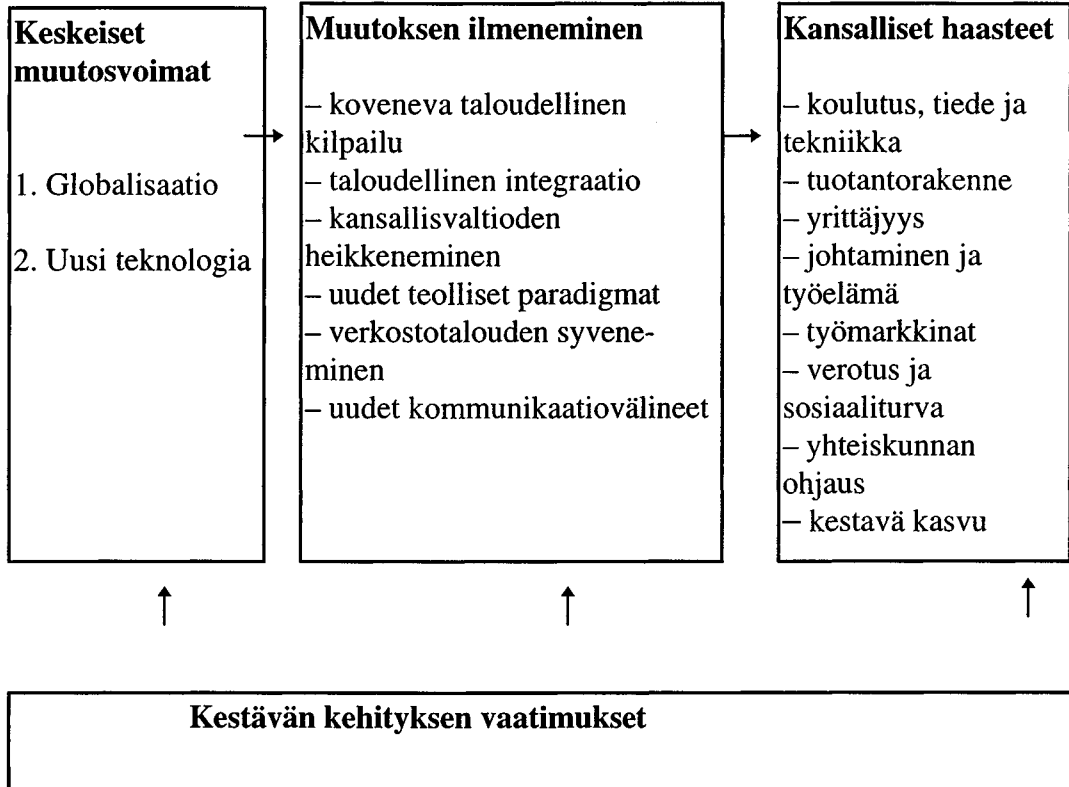 Keskeiset
muutosvoimat
1. Globalisaatio
2. Uusi teknologia
Muutoksen ilmeneminen
– koveneva taloudellinen
kilpailu
– taloudellinen integraatio
– kansallisvaltioden
heikkeneminen
– uudet teolliset paradigmat
– verkostotalouden syvene-
minen
– uudet kommunikaatiovälineet
Kansalliset haasteet
– koulutus, tiede ja
tekniikka
– tuotantorakenne
– yrittäjyys
– johtaminen ja
työelämä
– työmarkkinat
– verotus ja
sosiaaliturva
– yhteiskunnan
ohjaus
– kestavä kasvu
Kestävän kehityksen vaatimukset